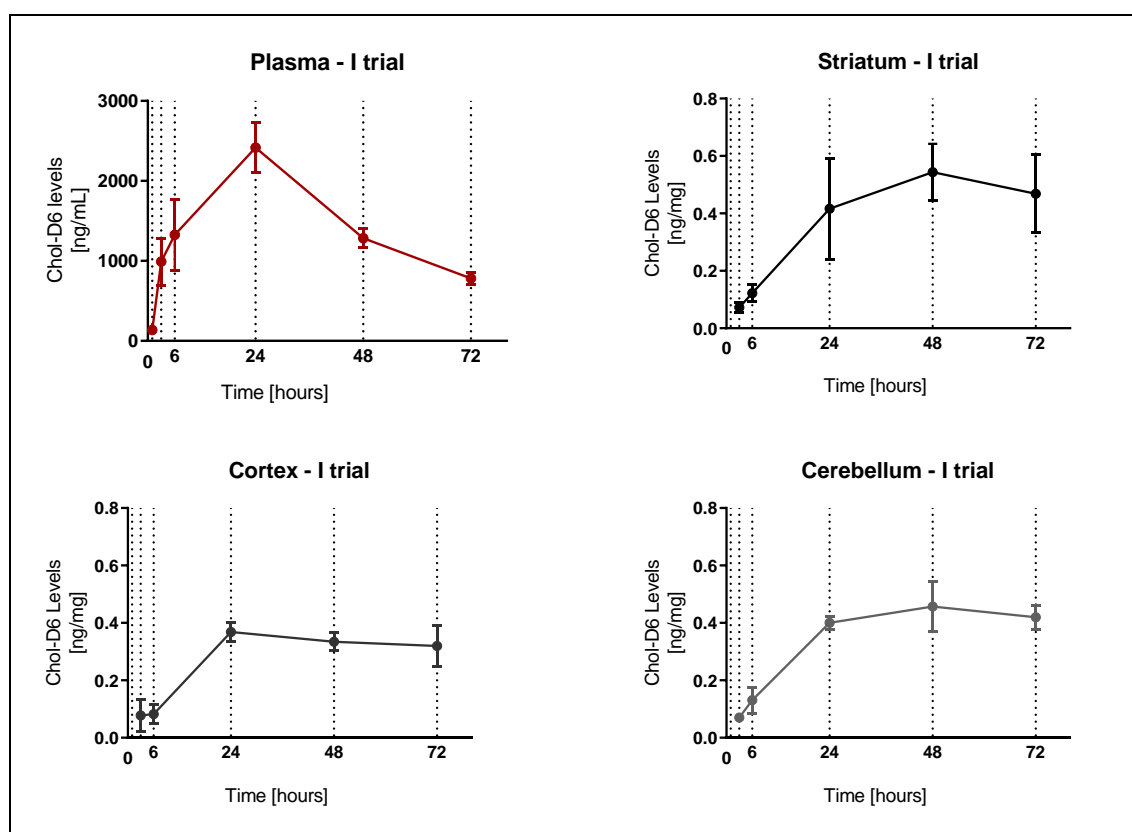 Plasma - I trial
3000
2000
1000
0
Chol-D6 levels
[ng/mL]
0 6 24 48 72
Time [hours]
Striatum - I trial
0.8
0.6
0.4
0.2
0.0
Chol-D6 Levels
[ng/mg]
0 6 24 48 72
Time [hours]
Cortex - I trial
0.8
0.6
0.4
0.2
0.0
Chol-D6 Levels
[ng/mg]
0 6 24 48 72
Time [hours]
Cerebellum - I trial
0.8
0.6
0.4
0.2
0.0
Chol-D6 Levels
[ng/mg]
0 6 24 48 72
Time [hours]